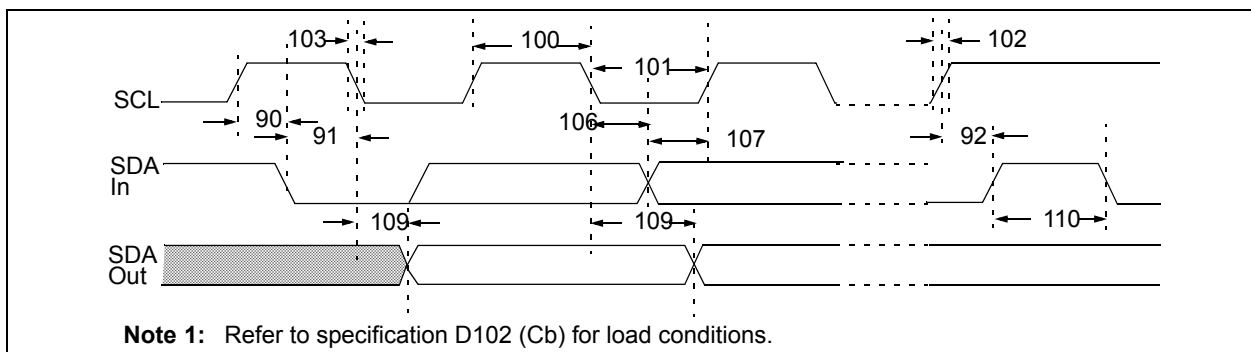 103
100
101
102
SCL
90
91
106
107
92
SDA
In
109
109
110
SDA
Out
Note 1: Refer to specification D102 (Cb) for load conditions.